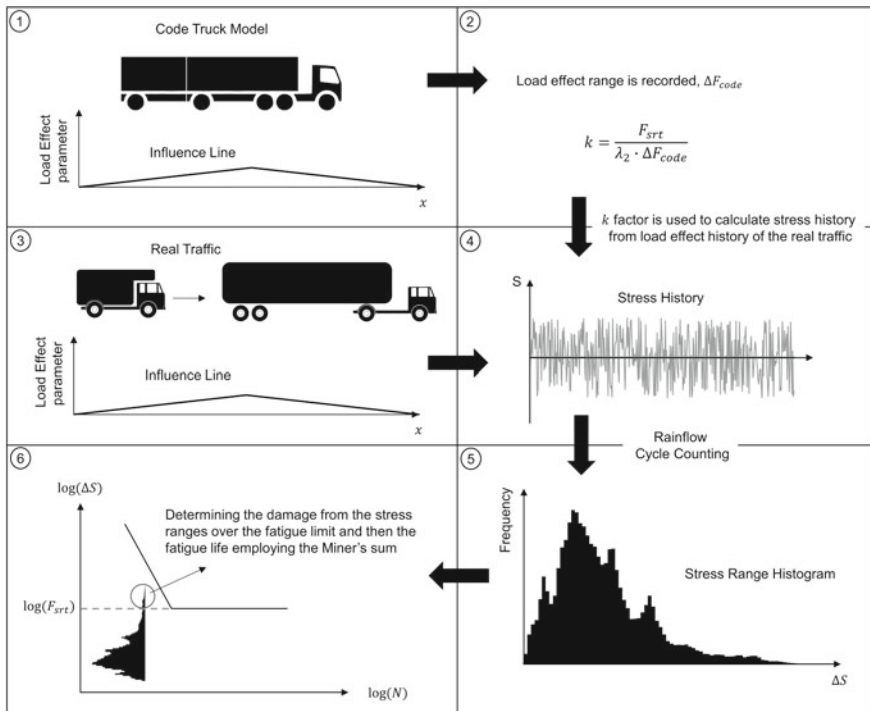 1
Code Truck Model
Load Effect
parameter
Influence Line
x
2
Load effect range is recorded, ΔF_code
k = F_srt / (λ_2 · ΔF_code)
k factor is used to calculate stress history
from load effect history of the real traffic
3
Real Traffic
Load Effect
parameter
Influence Line
x
4
S
Stress History
Rainflow
Cycle Counting
6
log(ΔS)
Determining the damage from the stress
ranges over the fatigue limit and then the
fatigue life employing the Miner's sum
log(F_srt)
log(N)
5
Frequency
Stress Range Histogram
ΔS